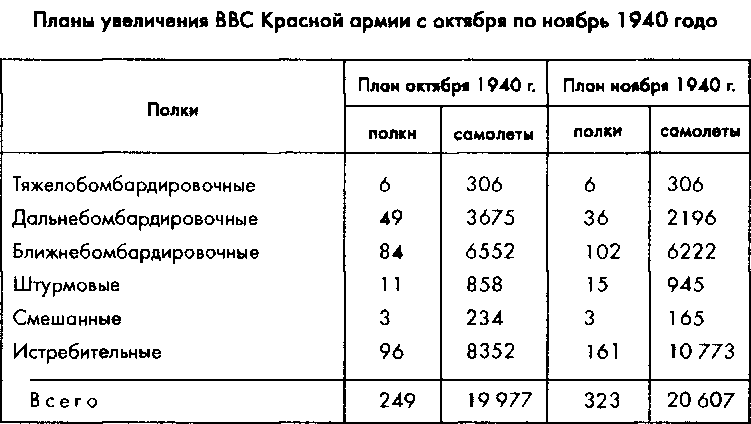 Планы увеличения ВВС Красной армии с октября по ноябрь 1940 годо
Полки План октября 1940 г. План ноября 1940 г.
полки самолеты полки самолеты
Тяжелобомбардировочные 6 306 6 306
Дальнебомбардировочные 49 3675 36 2196
Ближнебомбардировочные 84 6552 102 6222
Штурмовые 11 858 15 945
Смешанные 3 234 3 165
Истребительные 96 8352 161 10 773
Всего 249 19 977 323 20 607